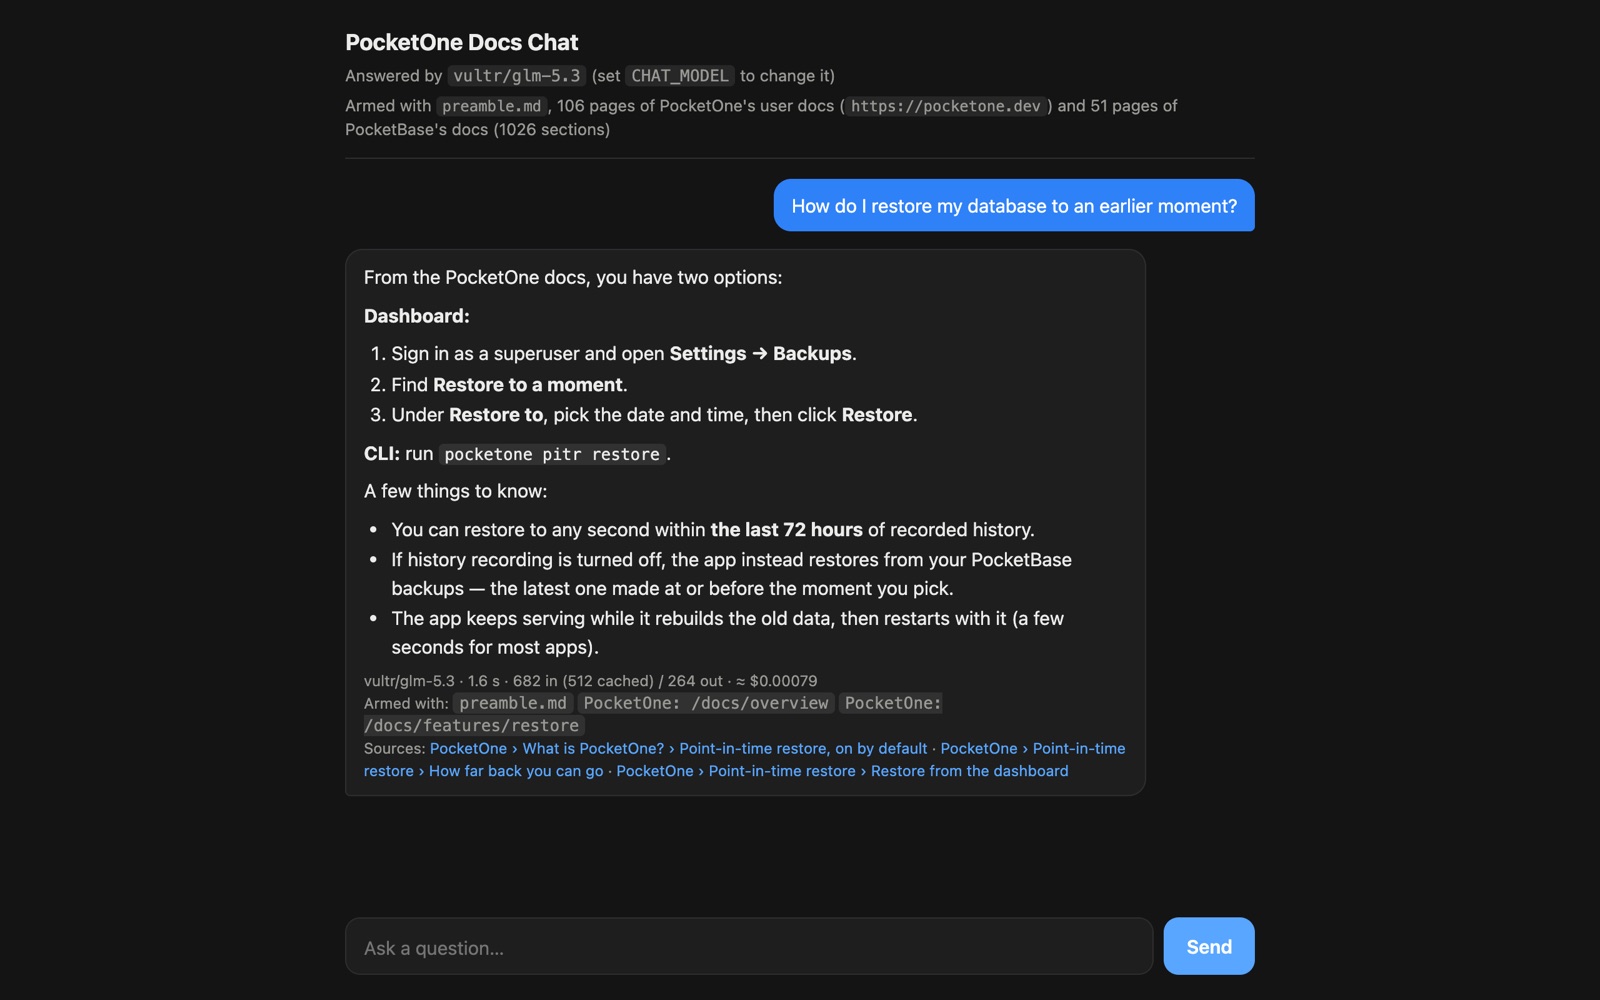 PocketOne Docs Chat
Answered by vultr/glm-5.3 (set CHAT_MODEL to change it)
Armed with preamble.md, 106 pages of PocketOne's user docs (https://pocketone.dev) and 51 pages of
PocketBase's docs (1026 sections)
How do I restore my database to an earlier moment?
From the PocketOne docs, you have two options:
Dashboard:
1. Sign in as a superuser and open Settings → Backups.
2. Find Restore to a moment.
3. Under Restore to, pick the date and time, then click Restore.
CLI: run pocketone pitr restore.
A few things to know:
• You can restore to any second within the last 72 hours of recorded history.
• If history recording is turned off, the app instead restores from your PocketBase
backups — the latest one made at or before the moment you pick.
• The app keeps serving while it rebuilds the old data, then restarts with it (a few
seconds for most apps).
vultr/glm-5.3 · 1.6 s · 682 in (512 cached) / 264 out · ≈ $0.00079
Armed with: preamble.md PocketOne: /docs/overview PocketOne:
/docs/features/restore
Sources: PocketOne › What is PocketOne? › Point-in-time restore, on by default · PocketOne › Point-in-time
restore › How far back you can go · PocketOne › Point-in-time restore › Restore from the dashboard
Ask a question...
Send